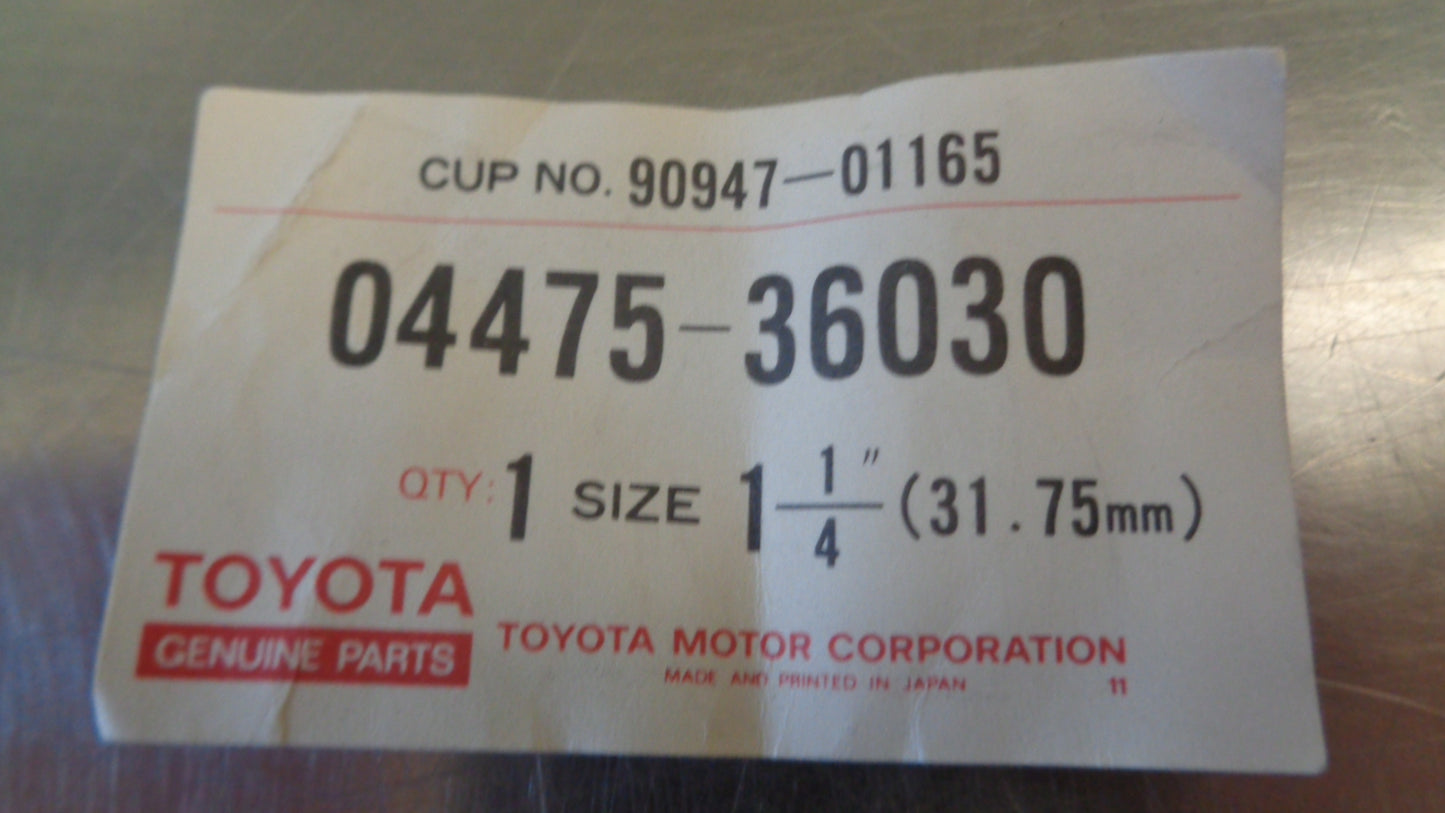 CUP NO. 90947-01165
04475-36030
QTY: 1 SIZE 1 1/4" (31.75mm)
TOYOTA
GENUINE PARTS
TOYOTA MOTOR CORPORATION
MADE AND PRINTED IN JAPAN 11